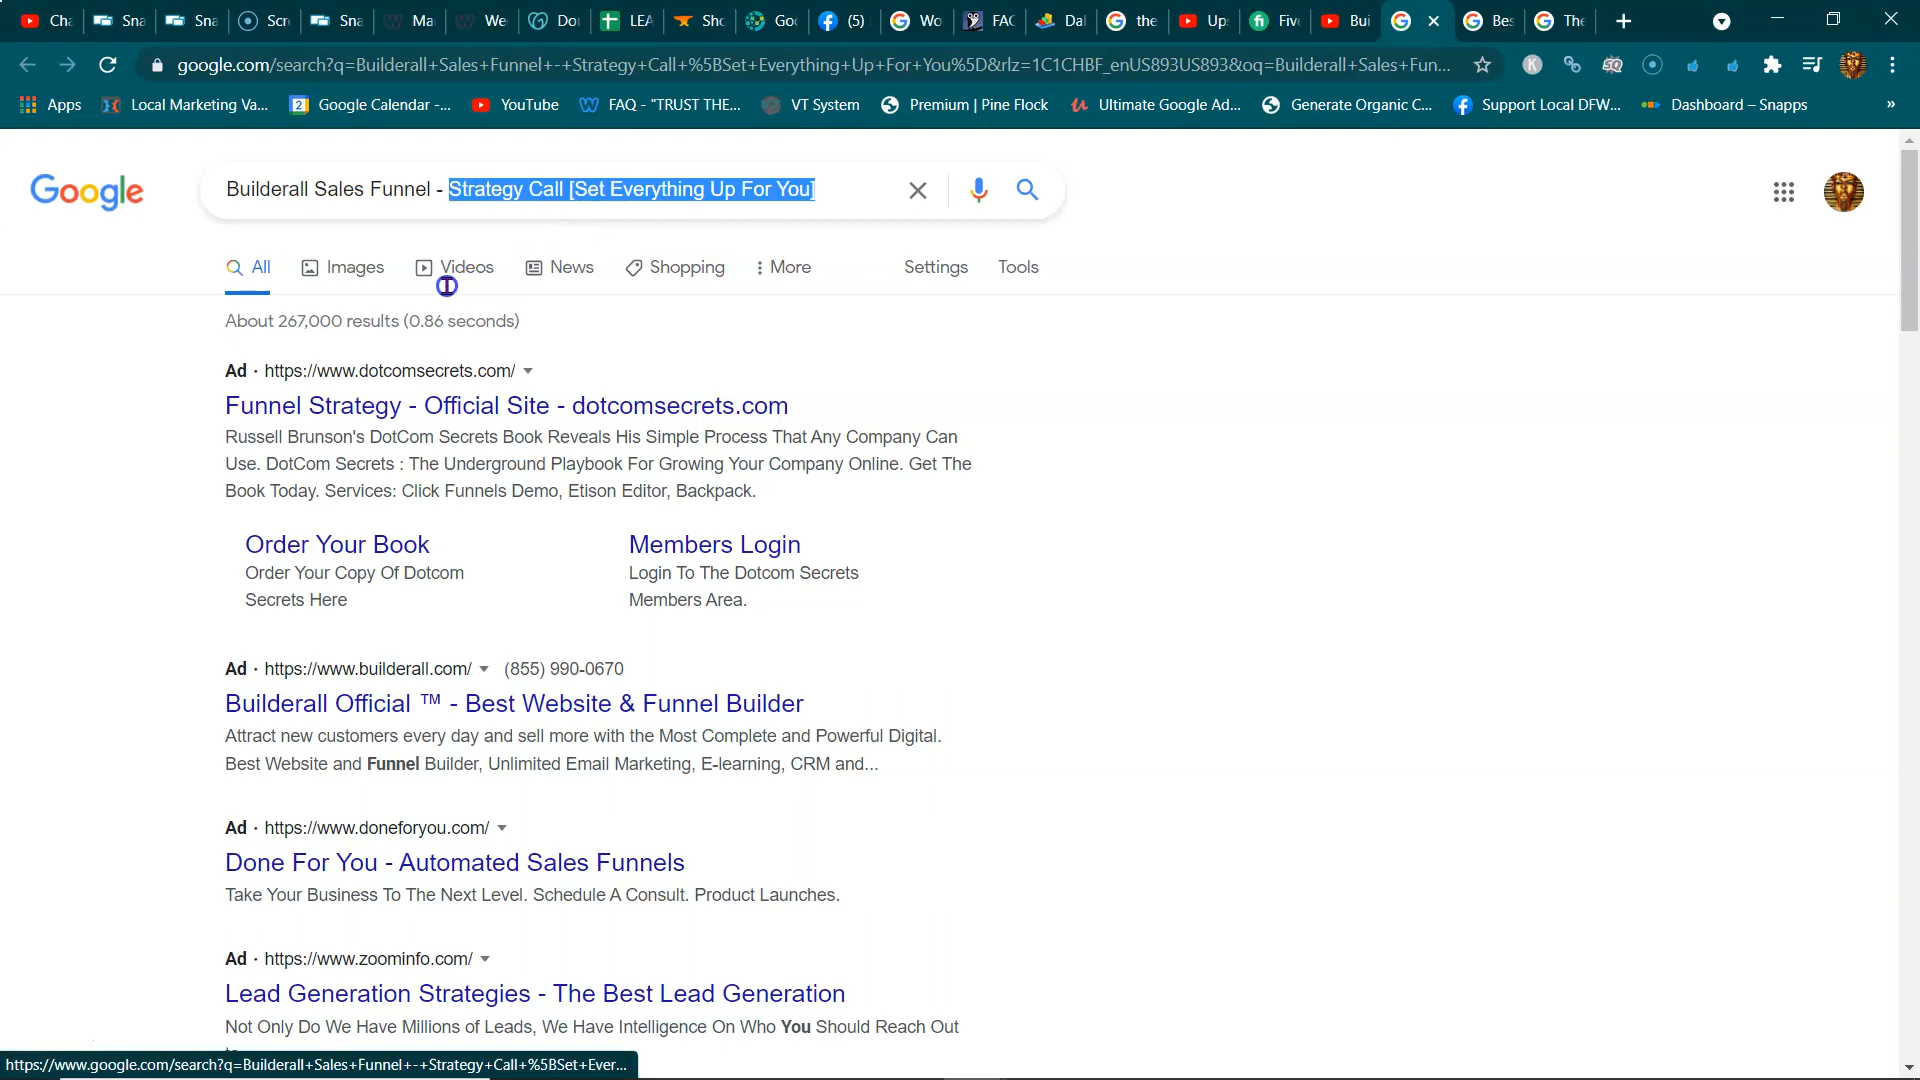 Cha
Sna
Sna
Scr
Sna
Ma
We
Do
LEA
Sho
Goo
(5)
Wo
FAC
Dal
the
Ups
Five
Bui
Bes
The
google.com/search?q=Builderall+Sales+Funnel+-+Strategy+Call+%5BSet+Everything+Up+For+You%5D&rlz=1C1CHBF_enUS893US893&oq=Builderall+Sales+Fun...
Apps
Local Marketing Va...
Google Calendar -...
YouTube
FAQ - "TRUST THE...
VT System
Premium | Pine Flock
Ultimate Google Ad...
Generate Organic C...
Support Local DFW...
Dashboard – Snapps
»
Google
Builderall Sales Funnel - Strategy Call [Set Everything Up For You]
All
Images
Videos
News
Shopping
More
Settings
Tools
About 267,000 results (0.86 seconds)
Ad · https://www.dotcomsecrets.com/
Funnel Strategy - Official Site - dotcomsecrets.com
Russell Brunson's DotCom Secrets Book Reveals His Simple Process That Any Company Can
Use. DotCom Secrets : The Underground Playbook For Growing Your Company Online. Get The
Book Today. Services: Click Funnels Demo, Etison Editor, Backpack.
Order Your Book
Order Your Copy Of Dotcom
Secrets Here
Members Login
Login To The Dotcom Secrets
Members Area.
Ad · https://www.builderall.com/ (855) 990-0670
Builderall Official ™ - Best Website & Funnel Builder
Attract new customers every day and sell more with the Most Complete and Powerful Digital.
Best Website and Funnel Builder, Unlimited Email Marketing, E-learning, CRM and...
Ad · https://www.doneforyou.com/
Done For You - Automated Sales Funnels
Take Your Business To The Next Level. Schedule A Consult. Product Launches.
Ad · https://www.zoominfo.com/
Lead Generation Strategies - The Best Lead Generation
Not Only Do We Have Millions of Leads, We Have Intelligence On Who You Should Reach Out
https://www.google.com/search?q=Builderall+Sales+Funnel+-+Strategy+Call+%5BSet+Ever...